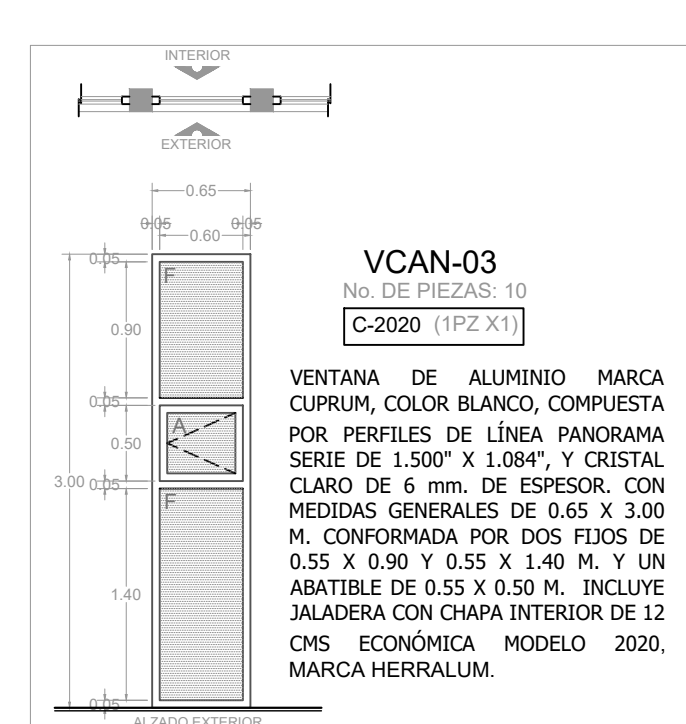 INTERIOR
EXTERIOR
0.65
0.05 0.05
0.60
0.05
F
0.90
0.05
A
0.50
3.00 0.05
F
1.40
0.05
ALZADO EXTERIOR
VCAN-03
No. DE PIEZAS: 10
C-2020 (1PZ X1)
VENTANA DE ALUMINIO MARCA
CUPRUM, COLOR BLANCO, COMPUESTA
POR PERFILES DE LÍNEA PANORAMA
SERIE DE 1.500" X 1.084", Y CRISTAL
CLARO DE 6 mm. DE ESPESOR. CON
MEDIDAS GENERALES DE 0.65 X 3.00
M. CONFORMADA POR DOS FIJOS DE
0.55 X 0.90 Y 0.55 X 1.40 M. Y UN
ABATIBLE DE 0.55 X 0.50 M. INCLUYE
JALADERA CON CHAPA INTERIOR DE 12
CMS ECONÓMICA MODELO 2020,
MARCA HERRALUM.